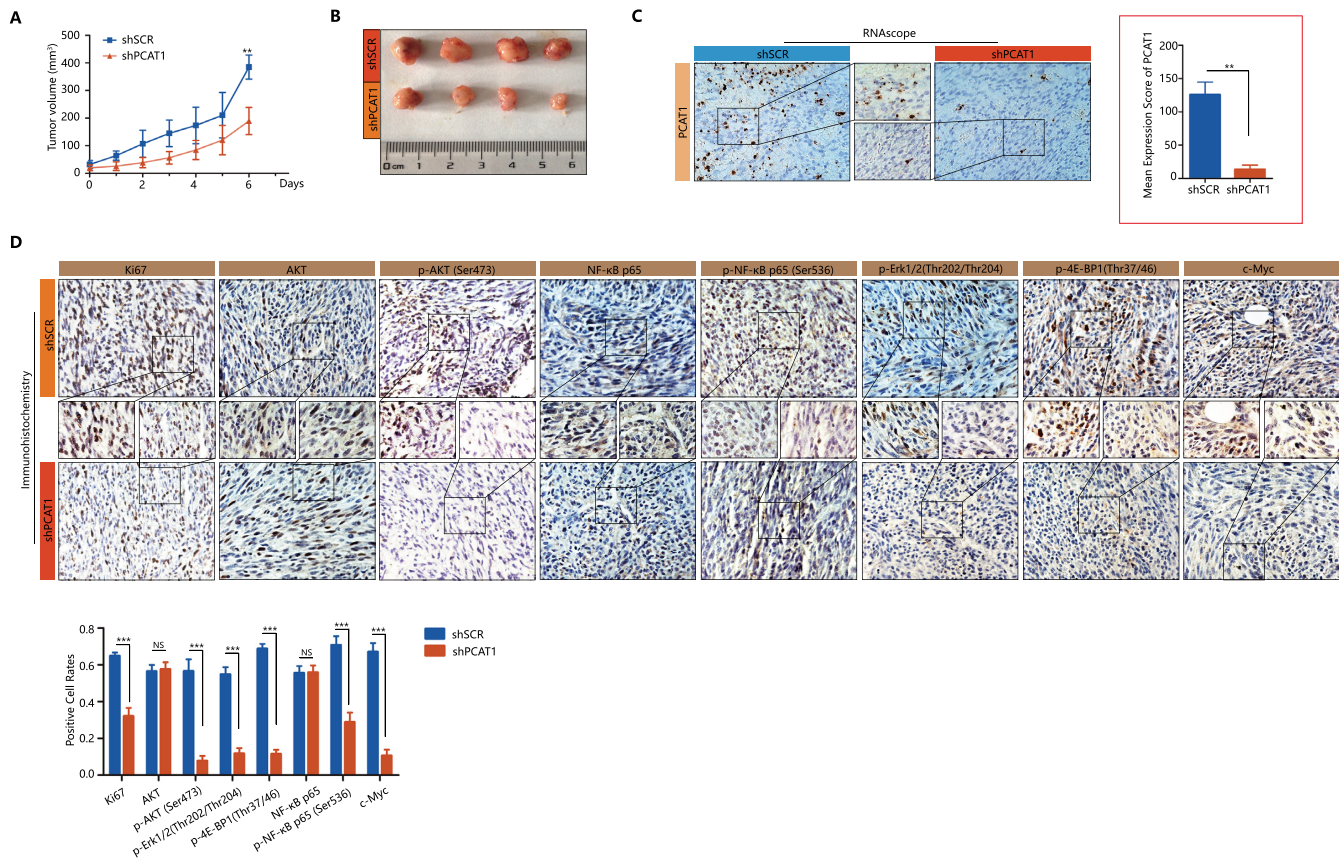 A
Tumor volume (mm³)
500
400
300
200
100
0
shSCR
shPCAT1
**
0 2 4 6 Days
B
shSCR
shPCAT1
0 cm 1 2 3 4 5 6
C
RNAscope
shSCR shPCAT1
PCAT1
Mean Expression Score of PCAT1
200
150
100
50
0
**
shSCR shPCAT1
D
Immunohistochemistry
Ki67 AKT p-AKT (Ser473) NF-κB p65 p-NF-κB p65 (Ser536) p-Erk1/2(Thr202/Thr204) p-4E-BP1(Thr37/46) c-Myc
shSCR
shPCAT1
Positive Cell Rates
0.8
0.6
0.4
0.2
0.0
*** NS *** *** *** NS *** ***
shSCR
shPCAT1
Ki67
AKT
p-AKT (Ser473)
p-Erk1/2(Thr202/Thr204)
p-4E-BP1(Thr37/46)
NF-κB p65
p-NF-κB p65 (Ser536)
c-Myc